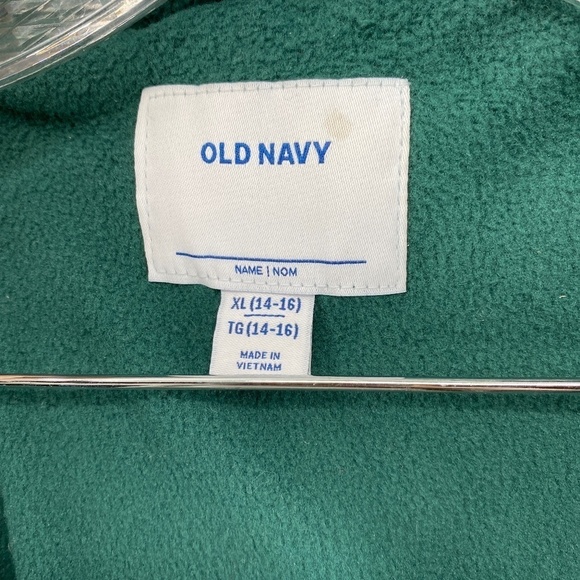 OLD NAVY
NAME | NOM
XL (14-16)
TG (14-16)
MADE IN
VIETNAM